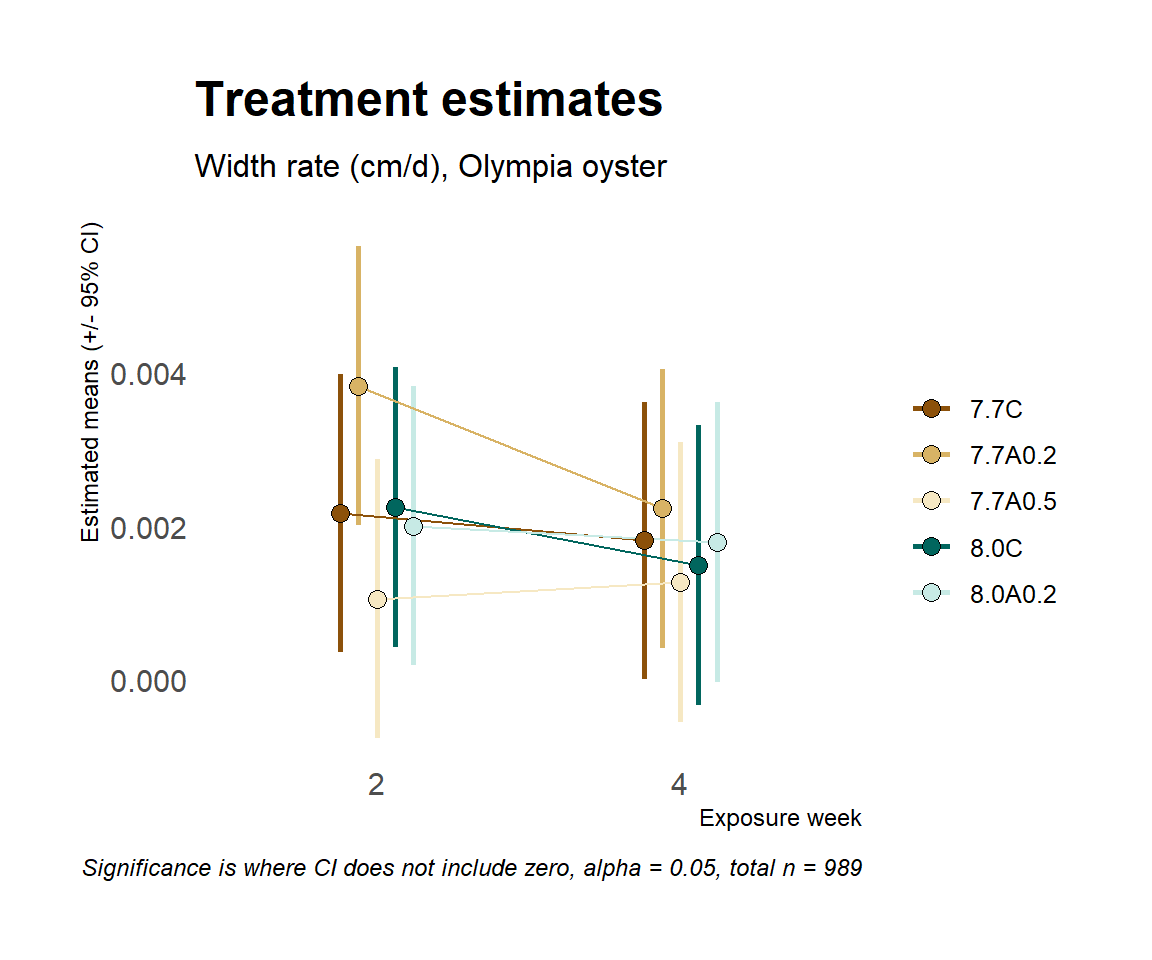 Treatment estimates
Width rate (cm/d), Olympia oyster
Estimated means (+/- 95% CI)
0.004
0.002
0.000
2
4
Exposure week
7.7C
7.7A0.2
7.7A0.5
8.0C
8.0A0.2
Significance is where CI does not include zero, alpha = 0.05, total n = 989